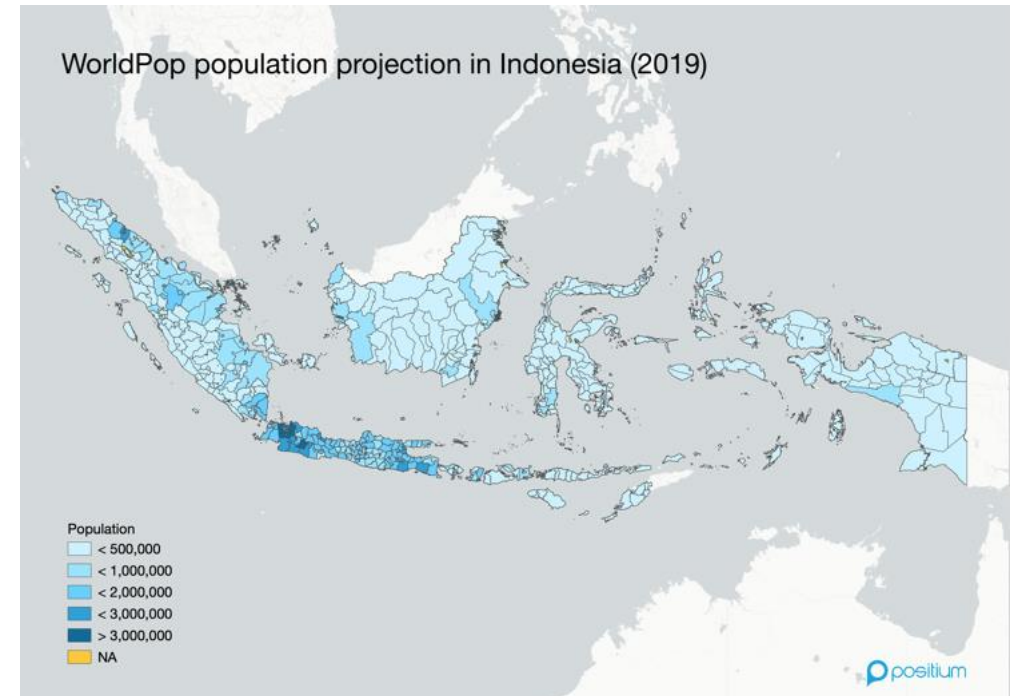 WorldPop population projection in Indonesia (2019)
Population
< 500,000
< 1,000,000
< 2,000,000
< 3,000,000
> 3,000,000
NA
positium